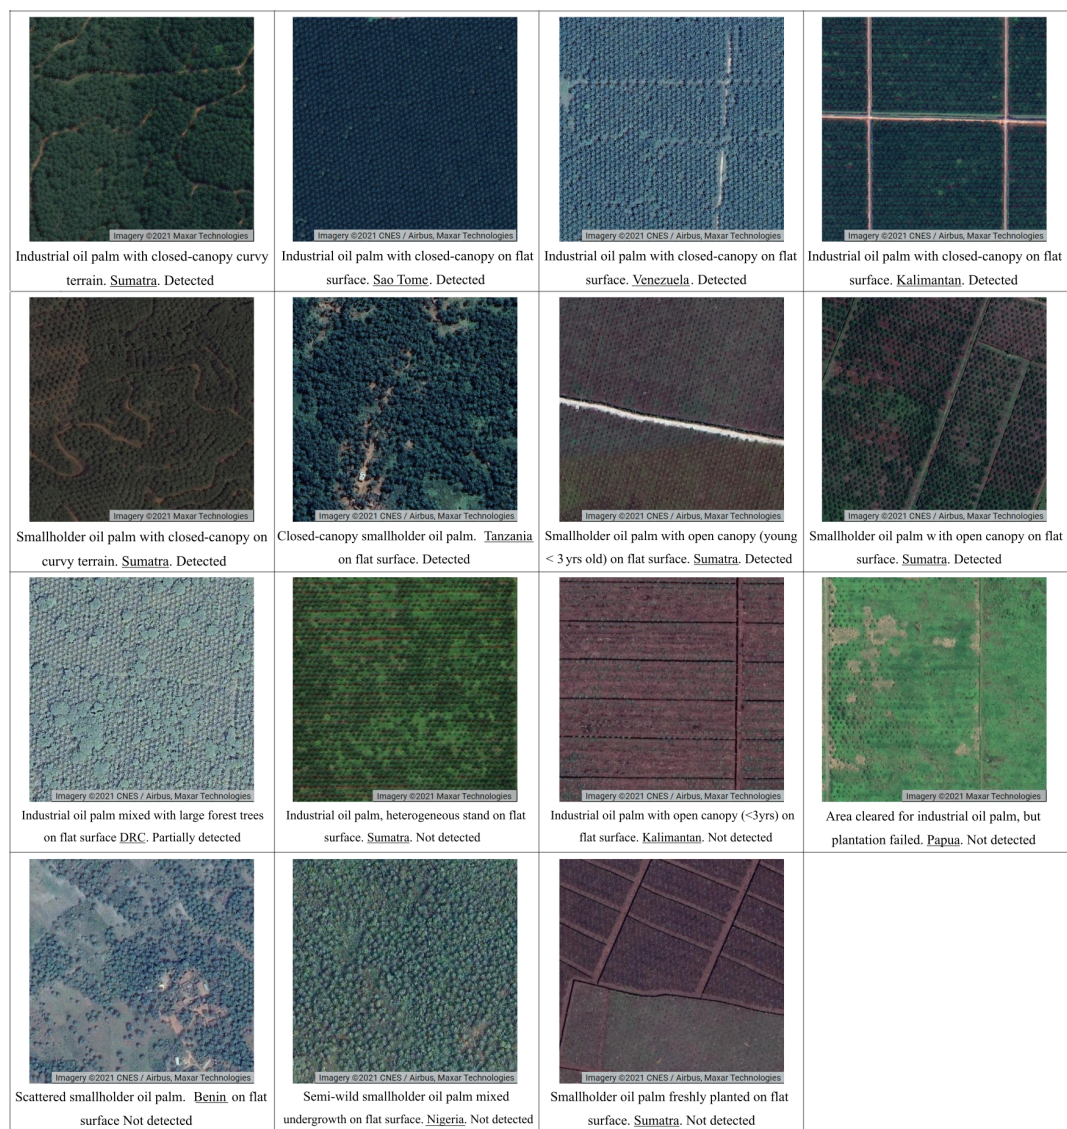 Imagery ©2021 Maxar Technologies
Imagery ©2021 CNES / Airbus, Maxar Technologies
Imagery ©2021 CNES / Airbus, Maxar Technologies
Imagery ©2021 Maxar Technologies
Industrial oil palm with closed-canopy curvy
terrain. Sumatra. Detected
Industrial oil palm with closed-canopy on flat
surface. Sao Tome. Detected
Industrial oil palm with closed-canopy on flat
surface. Venezuela. Detected
Industrial oil palm with closed-canopy on flat
surface. Kalimantan. Detected
Imagery ©2021 Maxar Technologies
Imagery ©2021 Maxar Technologies
Imagery ©2021 Maxar Technologies
Imagery ©2021 Maxar Technologies
Smallholder oil palm with closed-canopy on
curvy terrain. Sumatra. Detected
Closed-canopy smallholder oil palm. Tanzania
on flat surface. Detected
Smallholder oil palm with open canopy (young
< 3 yrs old) on flat surface. Sumatra. Detected
Smallholder oil palm with open canopy on flat
surface. Sumatra. Detected
Imagery ©2021 CNES / Airbus, Maxar Technologies
Imagery ©2021 CNES / Airbus, Maxar Technologies
Imagery ©2021 CNES / Airbus, Maxar Technologies
Imagery ©2021 CNES / Airbus, Maxar Technologies
Industrial oil palm mixed with large forest trees
on flat surface DRC. Partially detected
Industrial oil palm, heterogeneous stand on flat
surface. Sumatra. Not detected
Industrial oil palm with open canopy (<3yrs) on
flat surface. Kalimantan. Not detected
Area cleared for industrial oil palm, but
plantation failed. Papua. Not detected
Imagery ©2021 CNES / Airbus, Maxar Technologies
Imagery ©2021 CNES / Airbus, Maxar Technologies
Imagery ©2021 CNES / Airbus, Maxar Technologies
Scattered smallholder oil palm. Benin on flat
surface Not detected
Semi-wild smallholder oil palm mixed
undergrowth on flat surface. Nigeria. Not detected
Smallholder oil palm freshly planted on flat
surface. Sumatra. Not detected